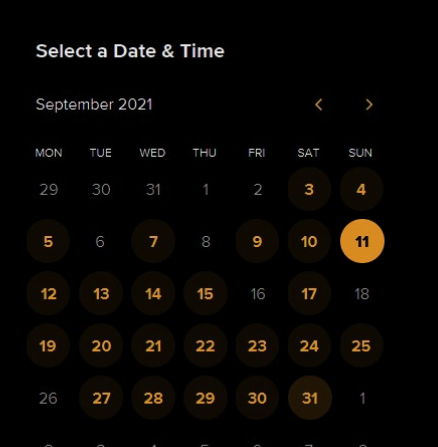 Select a Date & Time
September 2021
MON TUE WED THU FRI SAT SUN
29 30 31 1 2 3 4
5 6 7 8 9 10 11
12 13 14 15 16 17 18
19 20 21 22 23 24 25
26 27 28 29 30 31 1